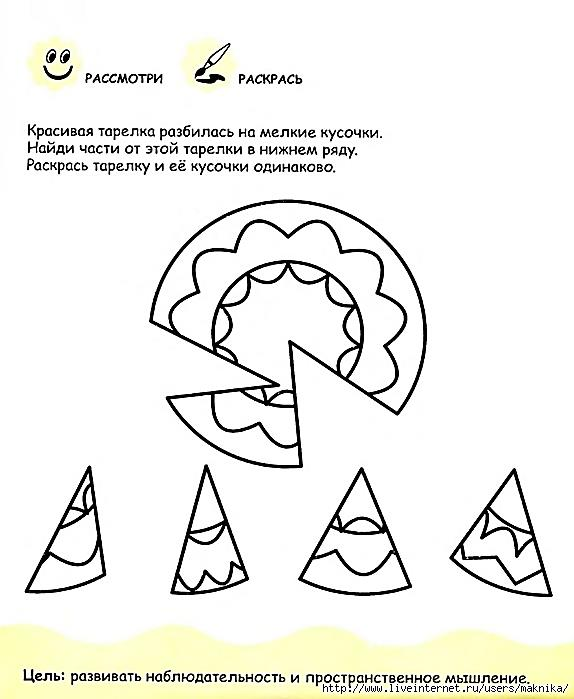 РАССМОТРИ РАСКРАСЬ
Красивая тарелка разбилась на мелкие кусочки.
Найди части от этой тарелки в нижнем ряду.
Раскрась тарелку и её кусочки одинаково.
Цель: развивать наблюдательность и пространственное мышление.
http://www.liveinternet.ru/users/maknika/